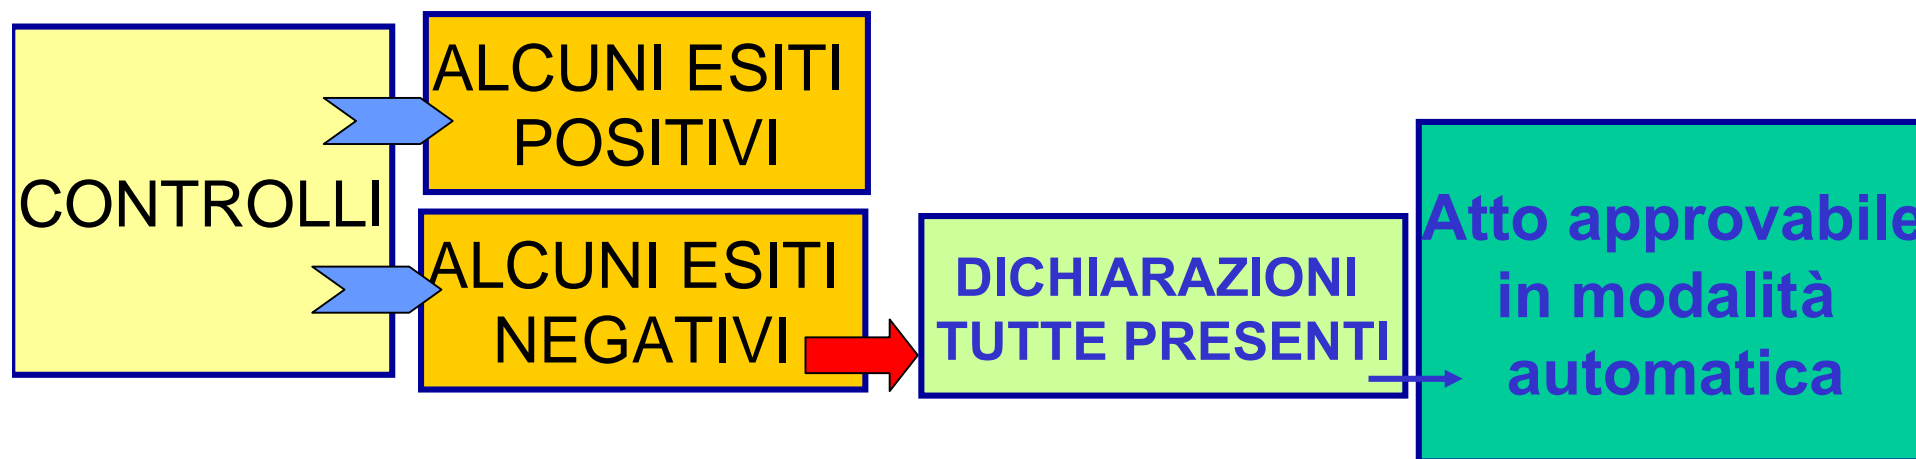 CONTROLLI
ALCUNI ESITI
POSITIVI
ALCUNI ESITI
NEGATIVI
DICHIARAZIONI
TUTTE PRESENTI
Atto approvabile
in modalità
automatica